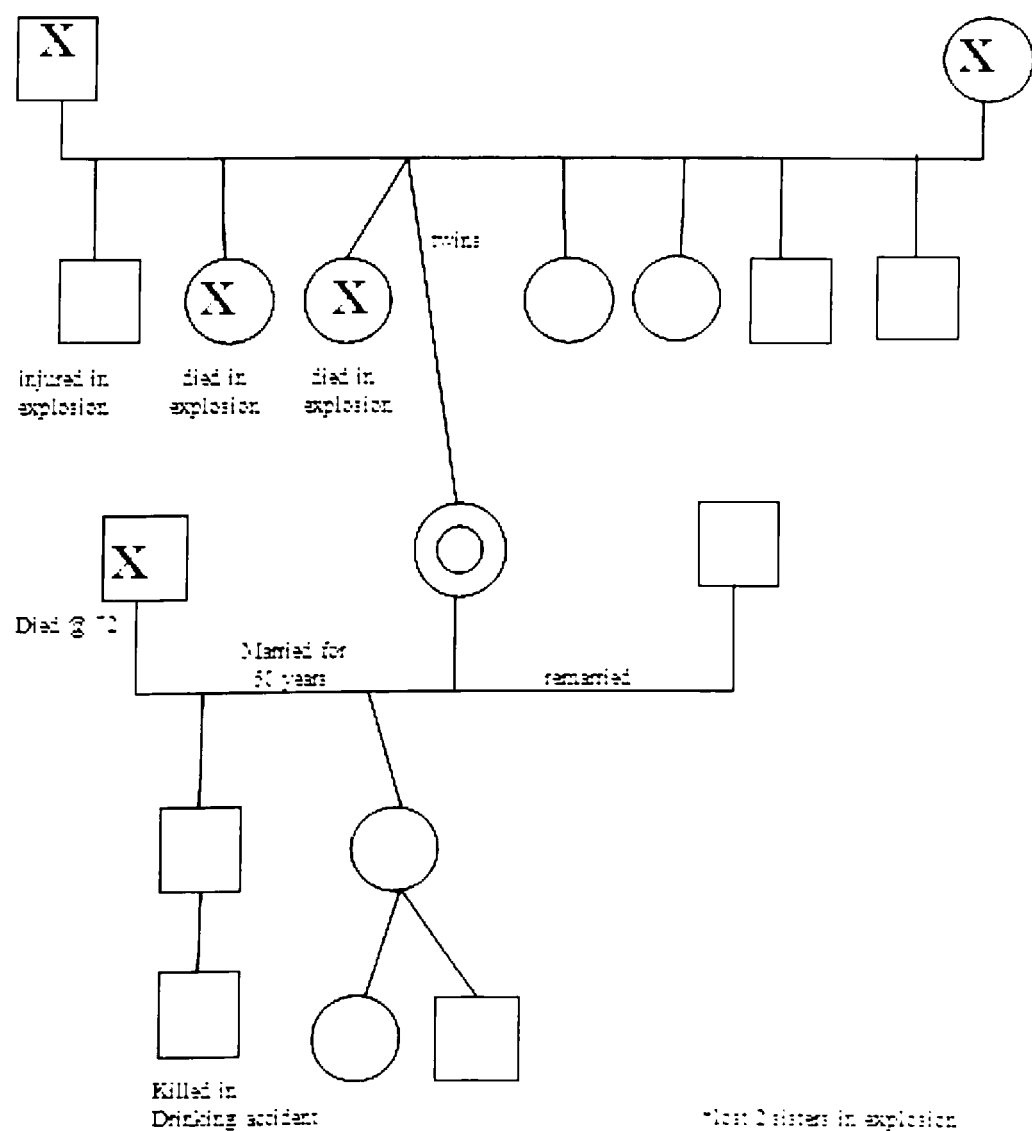 X
X
twins
X
X
injured in
explosion
died in
explosion
died in
explosion
X
Died @ 72
Married for
50 years
remarried
Killed in
Drinking accident
*lost 2 sisters in explosion